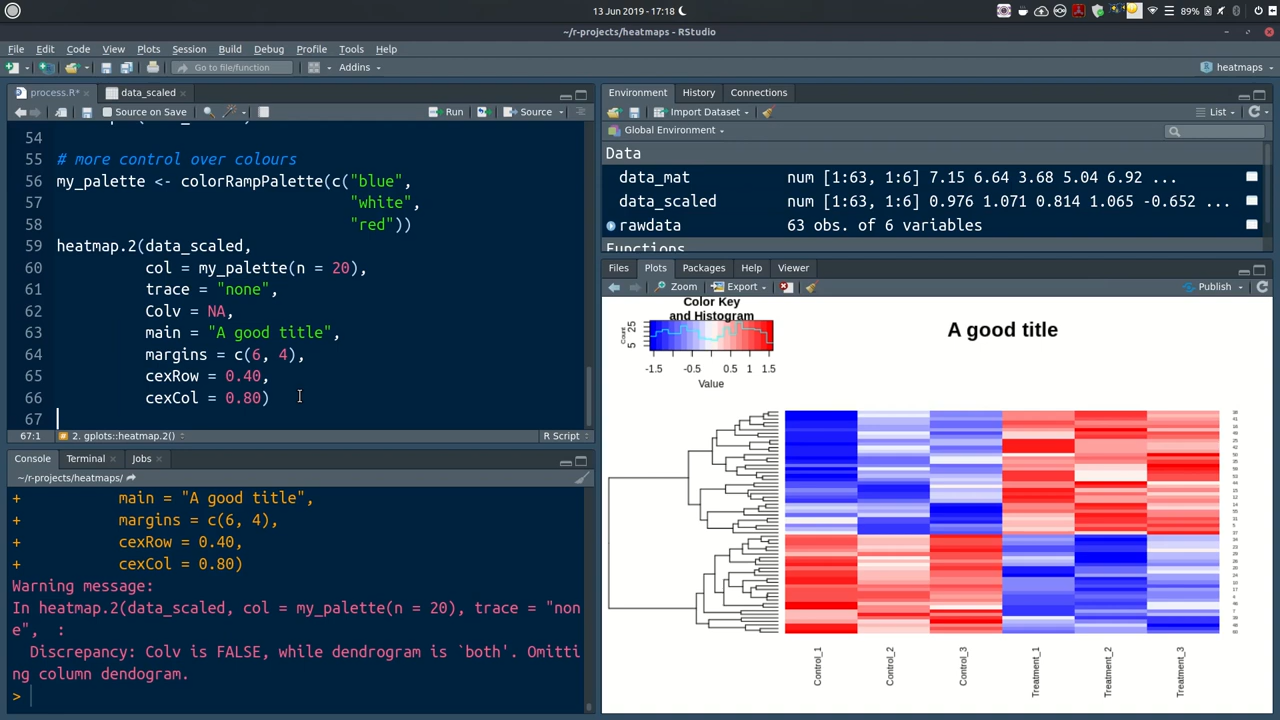 13 Jun 2019 - 17:18
89%
~/r-projects/heatmaps - RStudio
File Edit Code View Plots Session Build Debug Profile Tools Help
Go to file/function
Addins
heatmaps
process.R*
data_scaled
Source on Save
Run
Source
54
55 # more control over colours
56 my_palette <- colorRampPalette(c("blue",
57 "white",
58 "red"))
59 heatmap.2(data_scaled,
60 col = my_palette(n = 20),
61 trace = "none",
62 Colv = NA,
63 main = "A good title",
64 margins = c(6, 4),
65 cexRow = 0.40,
66 cexCol = 0.80)
67
67:1 2. gplots::heatmap.2() R Script
Console Terminal Jobs
~/r-projects/heatmaps/
+ main = "A good title",
+ margins = c(6, 4),
+ cexRow = 0.40,
+ cexCol = 0.80)
Warning message:
In heatmap.2(data_scaled, col = my_palette(n = 20), trace = "non
e", :
Discrepancy: Colv is FALSE, while dendrogram is `both'. Omitti
ng column dendogram.
>
Environment History Connections
Import Dataset
List
Global Environment
Data
data_mat num [1:63, 1:6] 7.15 6.64 3.68 5.04 6.92 ...
data_scaled num [1:63, 1:6] 0.976 1.071 0.814 1.065 -0.652 ...
rawdata 63 obs. of 6 variables
Functions
Files Plots Packages Help Viewer
Zoom Export Publish
Color Key
and Histogram
Count
5 25
-1.5 -0.5 0.5 1 1.5
Value
A good title
Control_1
Control_2
Control_3
Treatment_1
Treatment_2
Treatment_3